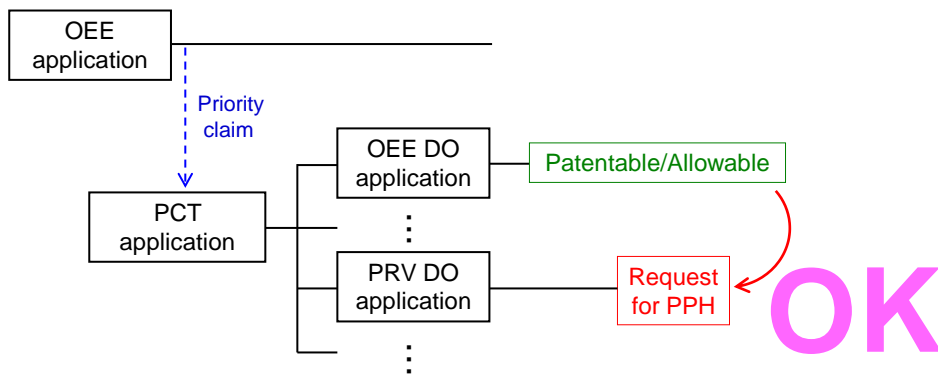 OEE
application
Priority
claim
OEE DO
application
Patentable/Allowable
PCT
application
PRV DO
application
Request
for PPH
OK